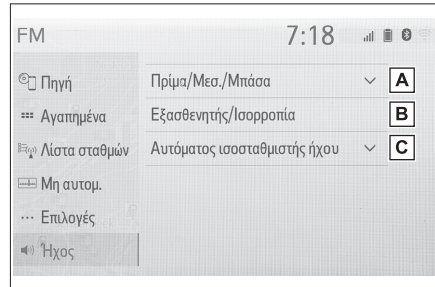 FM
7:18
Πηγή
Αγαπημένα
Λίστα σταθμών
Μη αυτομ.
Επιλογές
Ήχος
Πρίμα/Μεσ./Μπάσα
A
Εξασθενητής/Ισορροπία
B
Αυτόματος ισοσταθμιστής ήχου
C